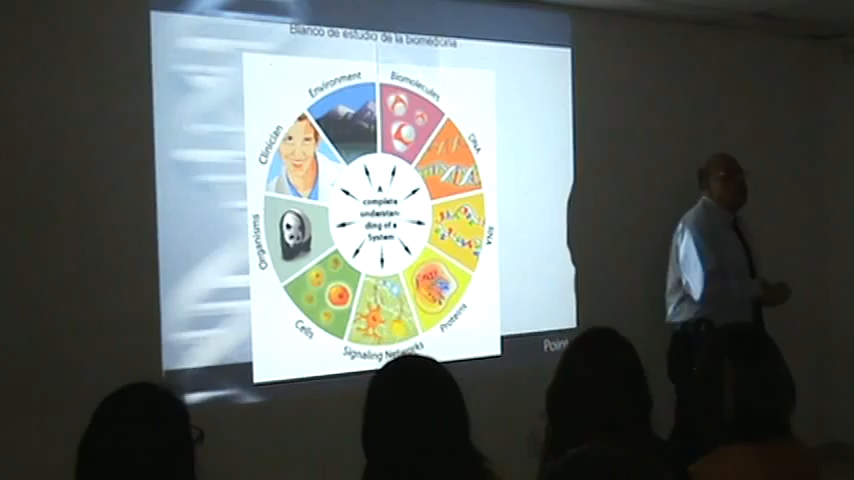 Blanco de estudio de la biomedicina
Environment
Biomolecules
DNA
RNA
Proteins
Signaling Networks
Cells
Organisms
Clinician
A
complete
understan-
ding of a
System
Point